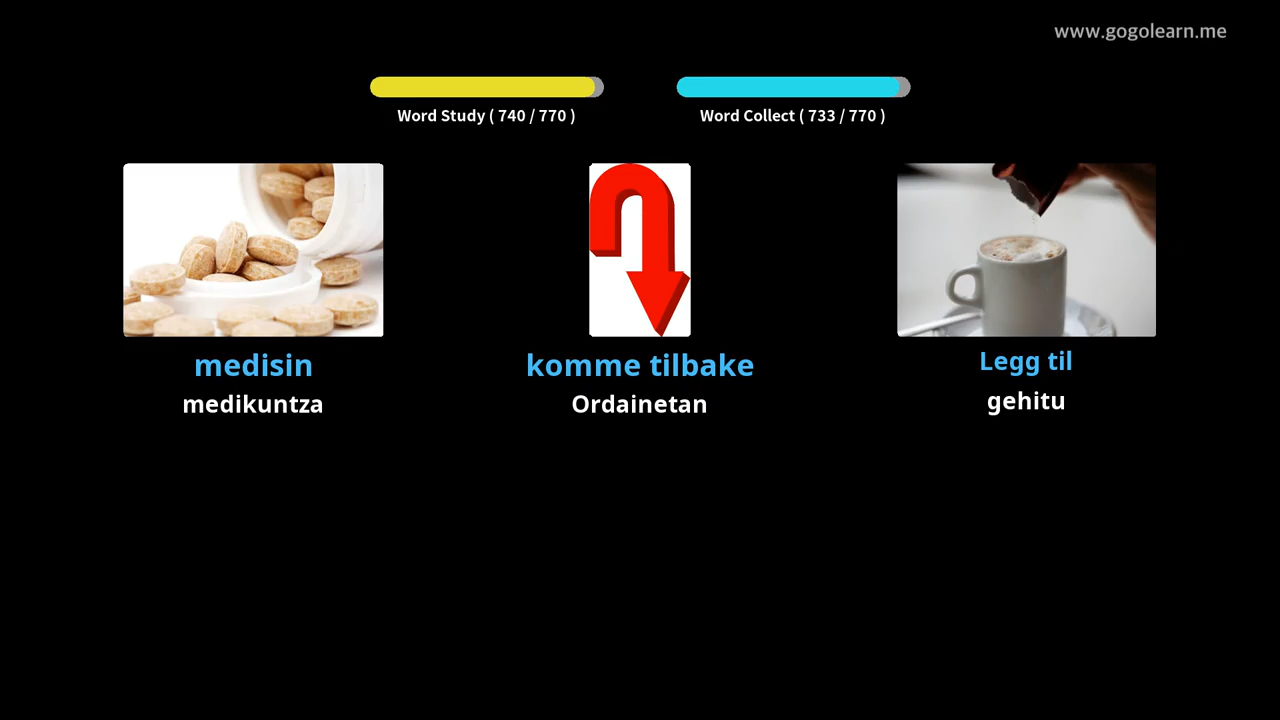 www.gogolearn.me
Word Study ( 740 / 770 )
Word Collect ( 733 / 770 )
medisin
medikuntza
komme tilbake
Ordainetan
Legg til
gehitu